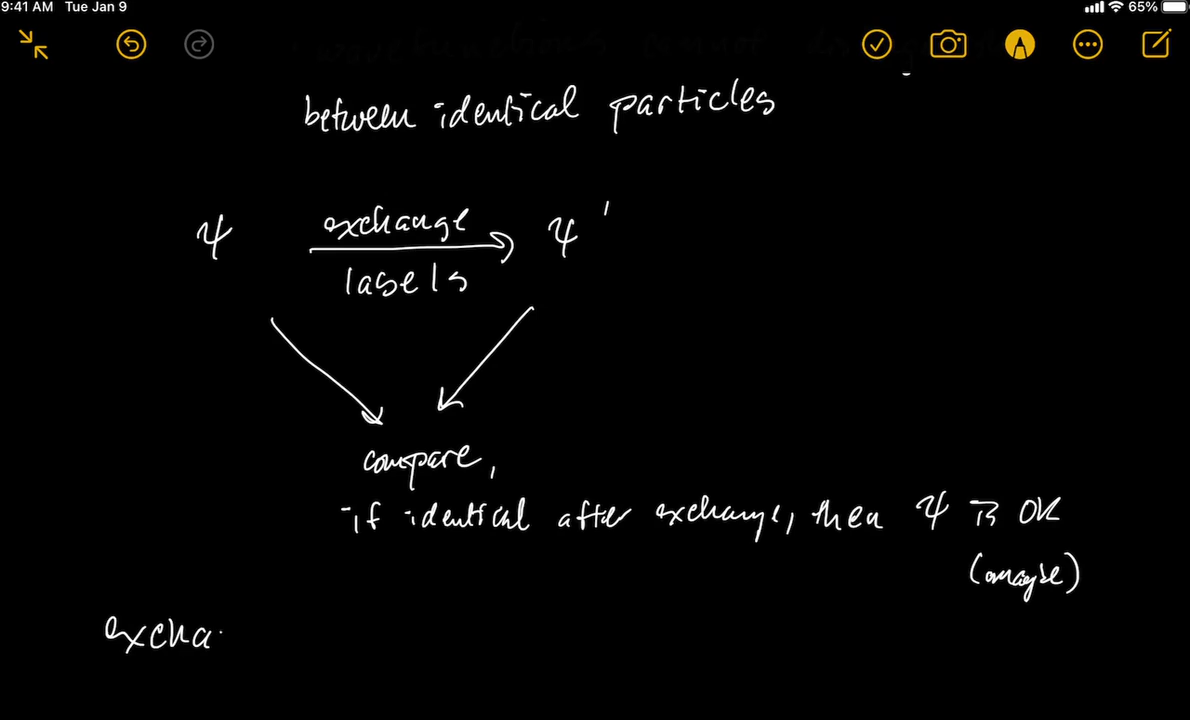 9:41 AM Tue Jan 9
65%
between identical particles
ψ exchange ψ'
labels
compare,
if identical after exchange, then ψ is OK
(maybe)
excha